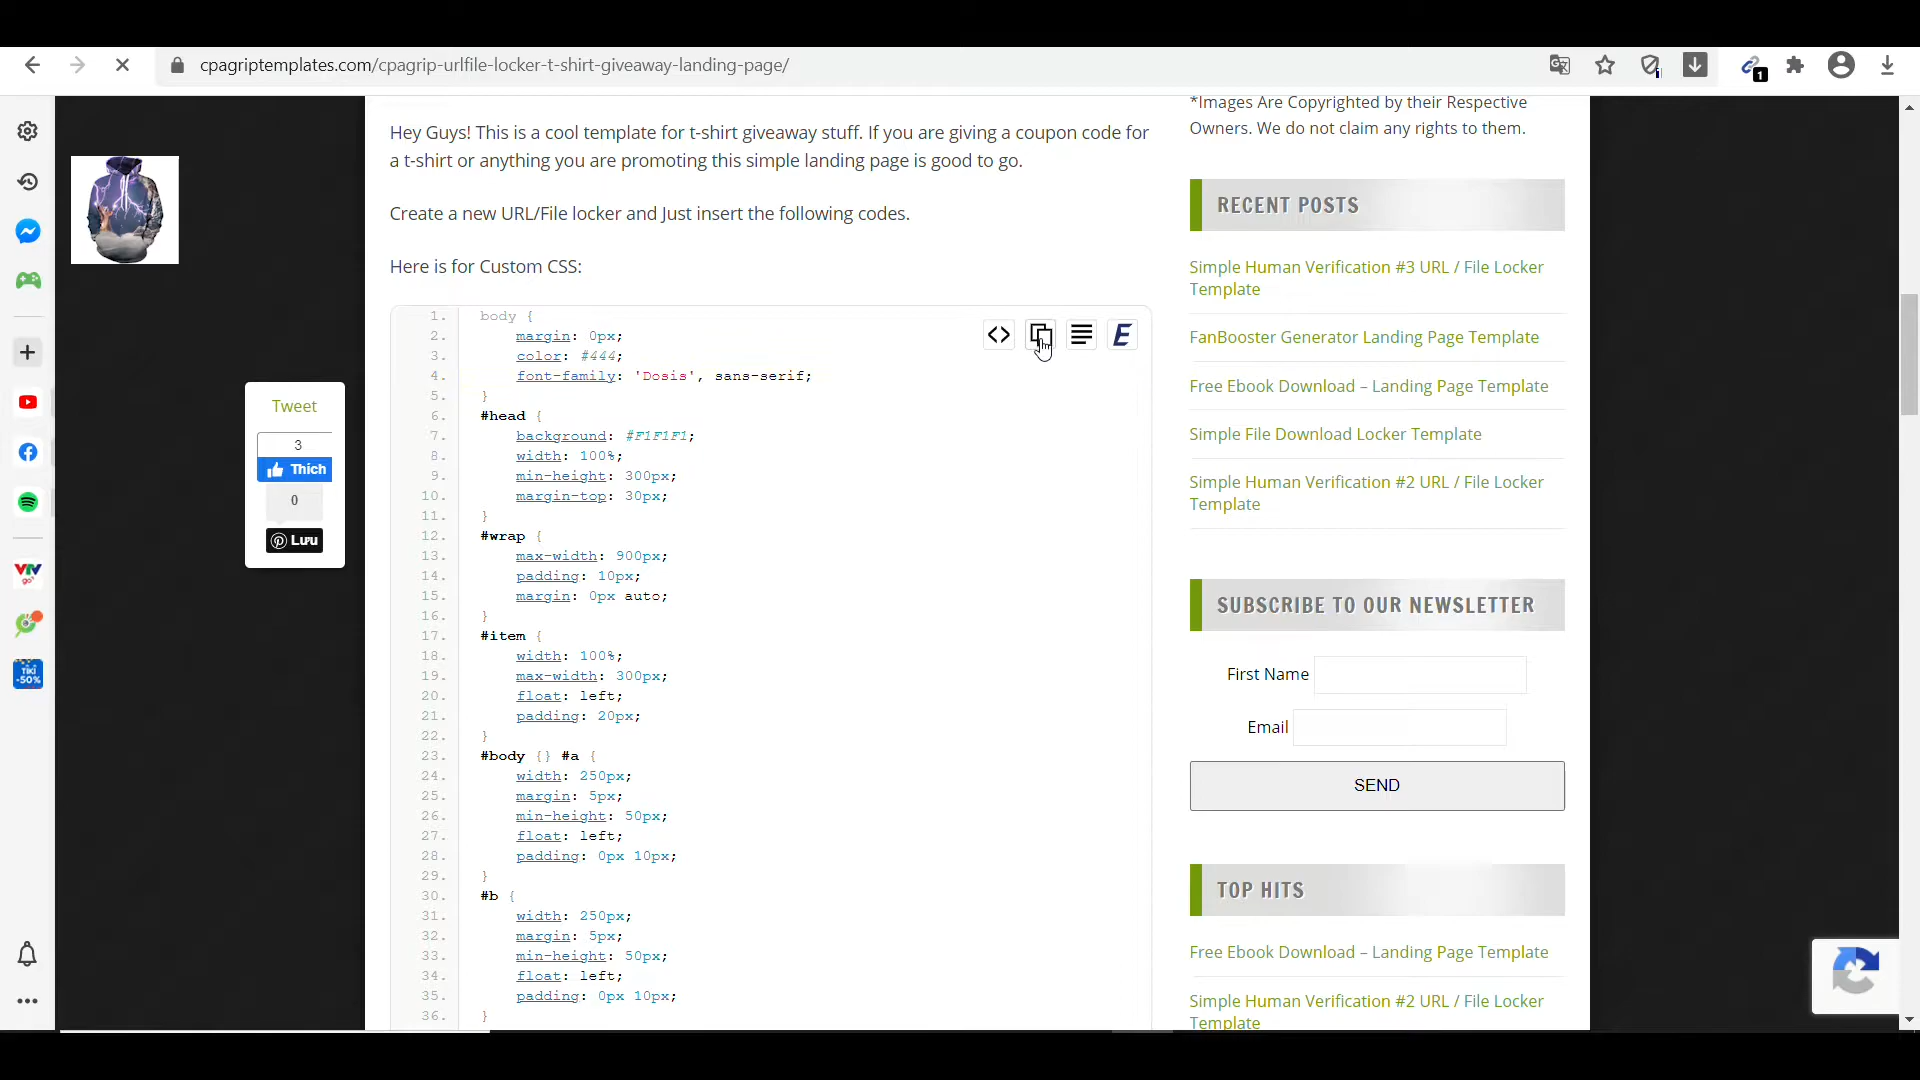 cpagriptemplates.com/cpagrip-urlfile-locker-t-shirt-giveaway-landing-page/
1
Hey Guys! This is a cool template for t-shirt giveaway stuff. If you are giving a coupon code for
a t-shirt or anything you are promoting this simple landing page is good to go.
Create a new URL/File locker and Just insert the following codes.
Here is for Custom CSS:
E
1. body {
2. margin: 0px;
3. color: #444;
4. font-family: 'Dosis', sans-serif;
5. }
6. #head {
7. background: #F1F1F1;
8. width: 100%;
9. min-height: 300px;
10. margin-top: 30px;
11. }
12. #wrap {
13. max-width: 900px;
14. padding: 10px;
15. margin: 0px auto;
16. }
17. #item {
18. width: 100%;
19. max-width: 300px;
20. float: left;
21. padding: 20px;
22. }
23. #body {} #a {
24. width: 250px;
25. margin: 5px;
26. min-height: 50px;
27. float: left;
28. padding: 0px 10px;
29. }
30. #b {
31. width: 250px;
32. margin: 5px;
33. min-height: 50px;
34. float: left;
35. padding: 0px 10px;
36. }
Tweet
3
Thích
0
Lưu
VTV
go
TIKI
-50%
*Images Are Copyrighted by their Respective
Owners. We do not claim any rights to them.
RECENT POSTS
Simple Human Verification #3 URL / File Locker
Template
FanBooster Generator Landing Page Template
Free Ebook Download – Landing Page Template
Simple File Download Locker Template
Simple Human Verification #2 URL / File Locker
Template
SUBSCRIBE TO OUR NEWSLETTER
First Name
Email
SEND
TOP HITS
Free Ebook Download – Landing Page Template
Simple Human Verification #2 URL / File Locker
Template